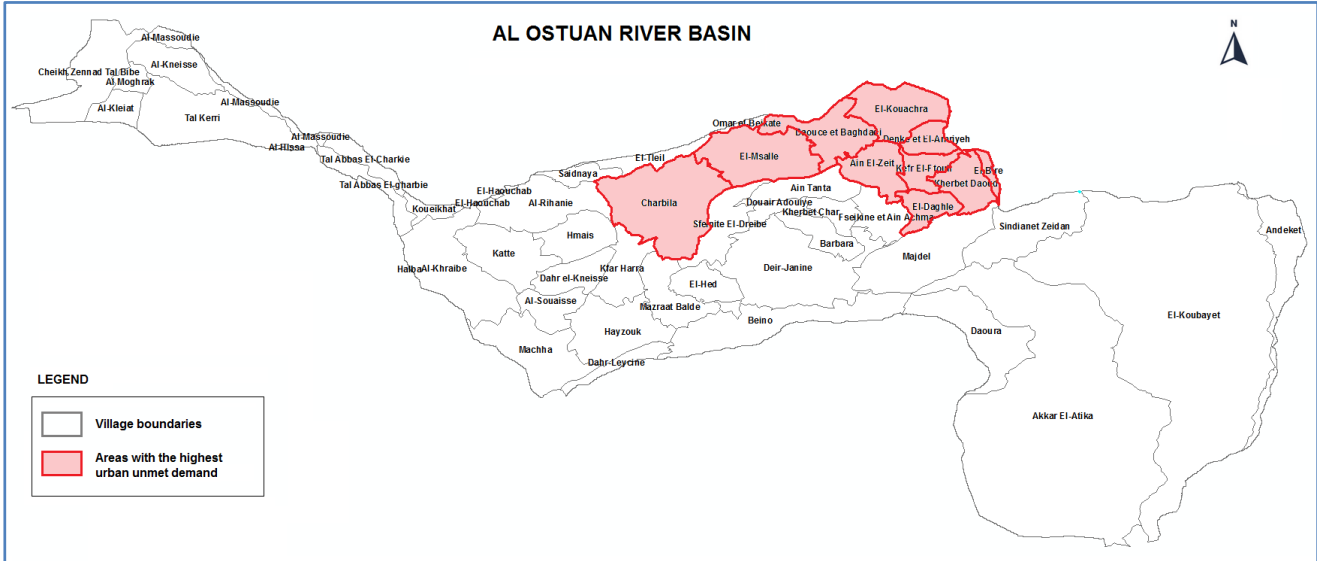 AL OSTUAN RIVER BASIN
N
Al-Massoudie
Al-Kneisse
Cheikh Zennad Tal Bibe
Al-Moghrak
Al-Kleiat
Al-Massoudie
Tal Kerri
Al-Massoudie
Al-Hissa
Tal Abbas El-Charkie
Tal Abbas El-gharbie
Koueikhat
El-Haouchab
El-Haouchab
Al-Rihanie
Saidnaya
El-Tleil
Omar el-Beikate
El-Kouachra
Daouce et Baghdadi
Denke et El-Amriyeh
El-Msalle
Ain El-Zeit
Kefr El-Ftouh
El-Bire
Kherbet Daoud
Charbila
Ain Tanta
Douair Adouiye
Kherbet Char
El-Daghle
Sfeinite El-Dreibe
Fseikine et Ain Achma
Sindianet Zeidan
Andeket
Hmais
Barbara
Majdel
Katte
Halba
Al-Khraibe
Kfar Harra
Deir-Janine
Dahr el-Kneisse
El-Hed
Al-Souaisse
Mazraat Balde
El-Koubayet
Hayzouk
Beino
Daoura
Machha
Dahr-Leycine
Akkar El-Atika
LEGEND
Village boundaries
Areas with the highest
urban unmet demand